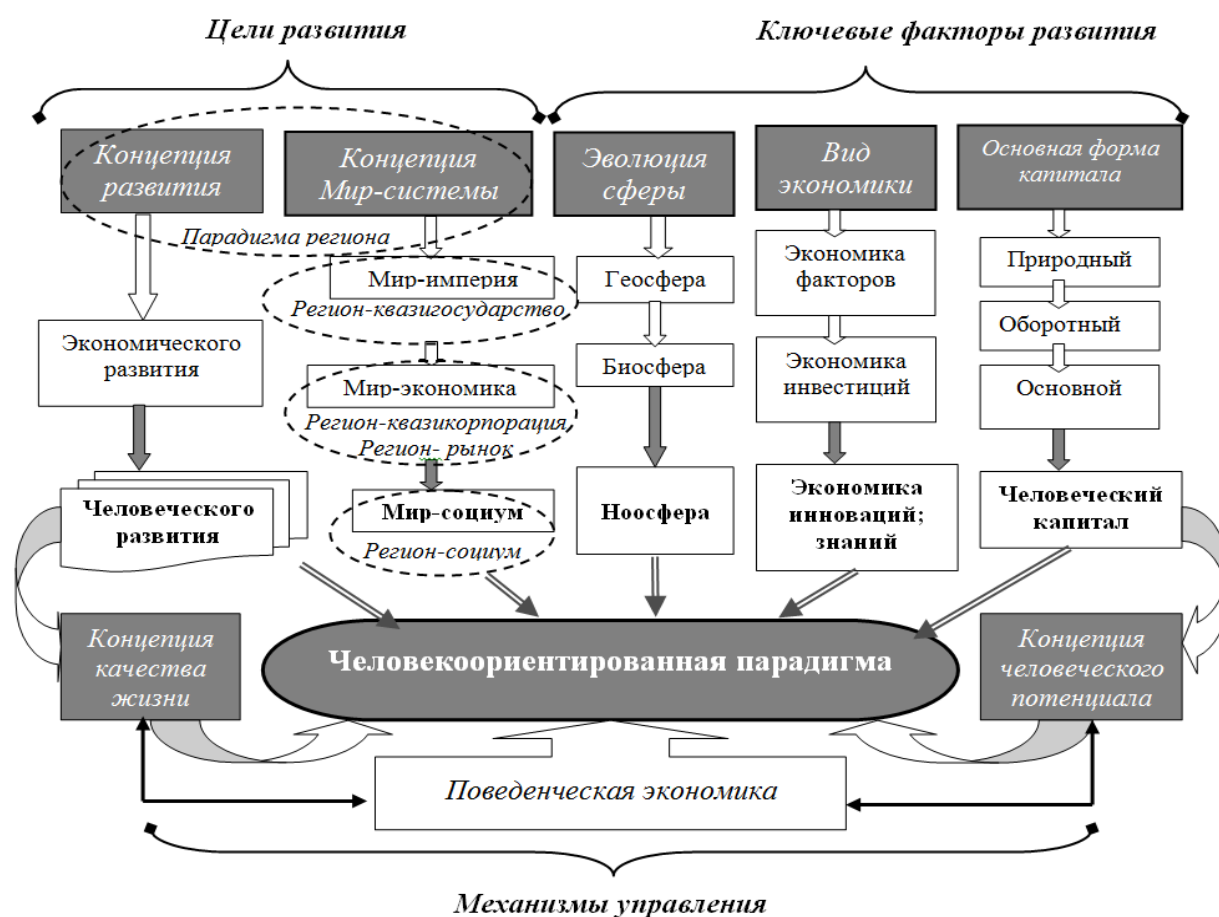 Цели развития
Ключевые факторы развития
Концепция
развития
Концепция
Мир-системы
Эволюция
сферы
Вид
экономики
Основная форма
капитала
Парадигма региона
Мир-империя
Регион-квазигосударство
Геосфера
Экономика
факторов
Природный
Оборотный
Экономического
развития
Мир-экономика
Регион-квазикорпорация
Регион- рынок
Биосфера
Экономика
инвестиций
Основной
Человеческого
развития
Мир-социум
Регион-социум
Ноосфера
Экономика
инноваций;
знаний
Человеческий
капитал
Концепция
качества
жизни
Человекоориентированная парадигма
Концепция
человеческого
потенциала
Поведенческая экономика
Механизмы управления